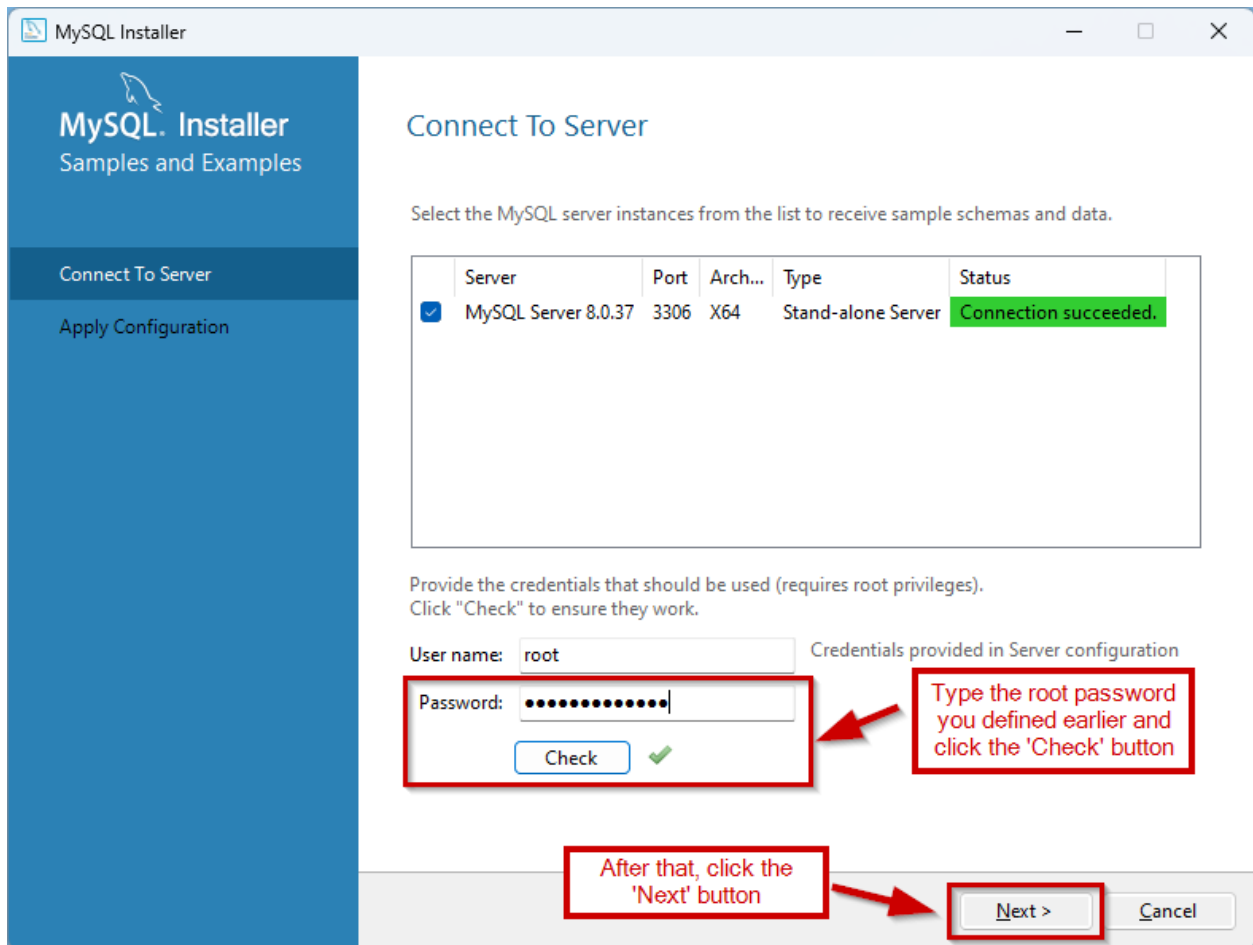 MySQL Installer
MySQL. Installer
Samples and Examples
Connect To Server
Apply Configuration
Connect To Server
Select the MySQL server instances from the list to receive sample schemas and data.
Server Port Arch... Type Status
MySQL Server 8.0.37 3306 X64 Stand-alone Server Connection succeeded.
Provide the credentials that should be used (requires root privileges).
Click "Check" to ensure they work.
User name: root Credentials provided in Server configuration
Password: •••••••••••••
Check
Type the root password
you defined earlier and
click the 'Check' button
After that, click the
'Next' button
Next > Cancel